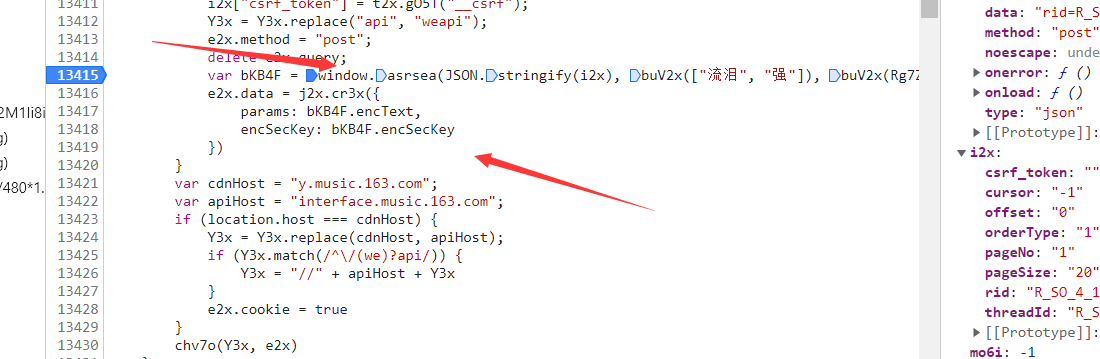 13411 i2x["csrf_token"] = t2x.gO5T("__csrf");
13412 Y3x = Y3x.replace("api", "weapi");
13413 e2x.method = "post";
13414 delete e2x.query;
13415 var bKB4F = window.asrsea(JSON.stringify(i2x), buV2x(["流泪", "强"]), buV2x(Rg7Z
13416 e2x.data = j2x.cr3x({
13417 params: bKB4F.encText,
13418 encSecKey: bKB4F.encSecKey
13419 })
13420 }
13421 var cdnHost = "y.music.163.com";
13422 var apiHost = "interface.music.163.com";
13423 if (location.host === cdnHost) {
13424 Y3x = Y3x.replace(cdnHost, apiHost);
13425 if (Y3x.match(/^\/(we)?api/)) {
13426 Y3x = "//" + apiHost + Y3x
13427 }
13428 e2x.cookie = true
13429 }
13430 chv7o(Y3x, e2x)
2M1li8i
g)
g)
/480*1.
data: "rid=R_S
method: "post"
noescape: unde
onerror: ƒ ()
onload: ƒ ()
type: "json"
[[Prototype]]:
i2x:
csrf_token: ""
cursor: "-1"
offset: "0"
orderType: "1"
pageNo: "1"
pageSize: "20"
rid: "R_SO_4_1
threadId: "R_S
[[Prototype]]:
mo6i: -1